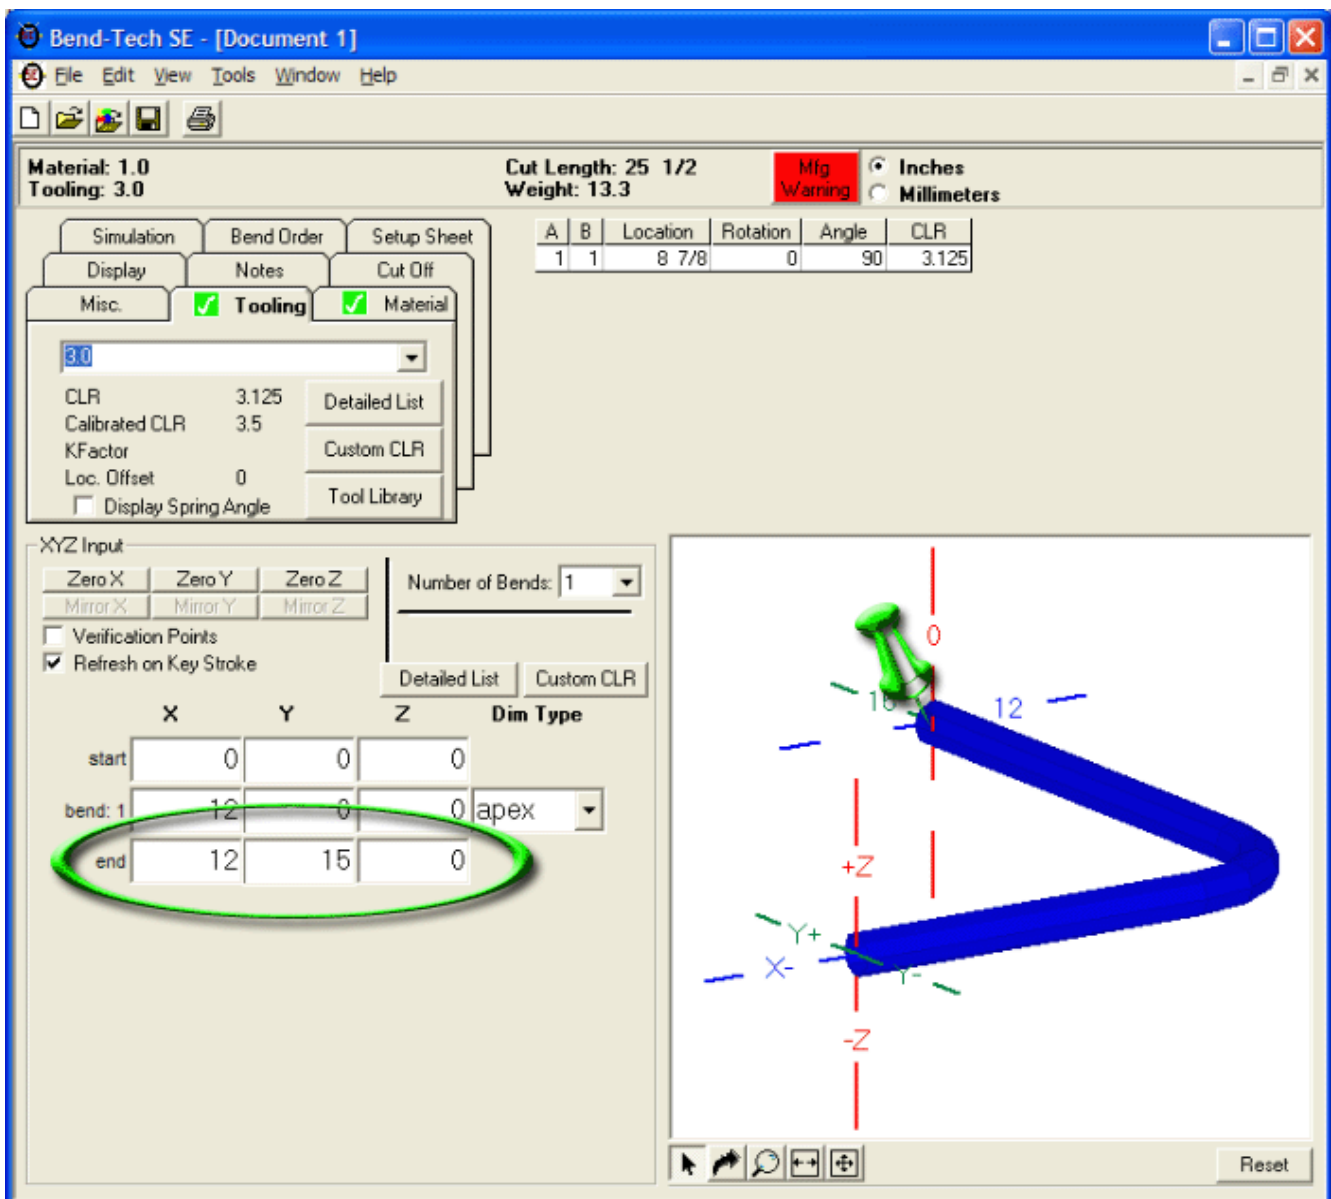 Bend-Tech SE - [Document 1]
File Edit View Tools Window Help
Material: 1.0
Tooling: 3.0
Cut Length: 25 1/2
Weight: 13.3
Mfg
Warning
Inches
Millimeters
Simulation Bend Order Setup Sheet
Display Notes Cut Off
Misc. Tooling Material
A B Location Rotation Angle CLR
1 1 8 7/8 0 90 3.125
3.0
CLR 3.125
Calibrated CLR 3.5
KFactor
Loc. Offset 0
Display Spring Angle
Detailed List
Custom CLR
Tool Library
XYZ Input
Zero X Zero Y Zero Z
Mirror X Mirror Y Mirror Z
Verification Points
Refresh on Key Stroke
Number of Bends: 1
Detailed List Custom CLR
X Y Z Dim Type
start 0 0 0
bend: 1 12 0 0 apex
end 12 15 0
0
15
12
+Z
Y+
X-
Y-
-Z
Reset